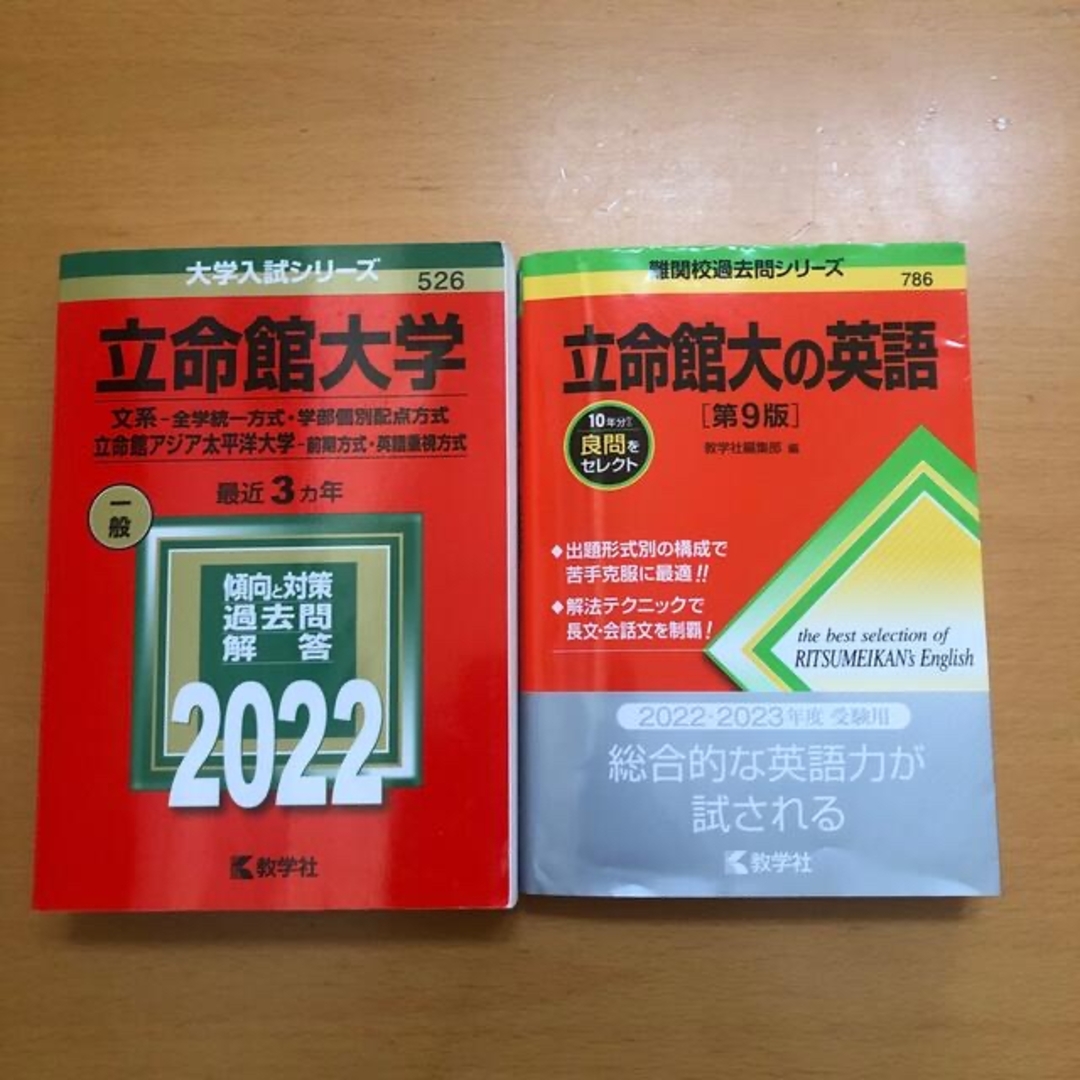 大学入試シリーズ
526
立命館大学
文系-全学統一方式・学部個別配点方式
立命館アジア太平洋大学-前期方式・英語重視方式
最近3カ年
一般
傾向と対策
過去問
解答
2022
教学社
難関校過去問シリーズ
786
立命館大の英語
[第9版]
10年分の
良問を
セレクト
教学社編集部 編
◆出題形式別の構成で
苦手克服に最適!!
◆解法テクニックで
長文・会話文を制覇!
the best selection of
RITSUMEIKAN's English
2022-2023年度 受験用
総合的な英語力が
試される
教学社